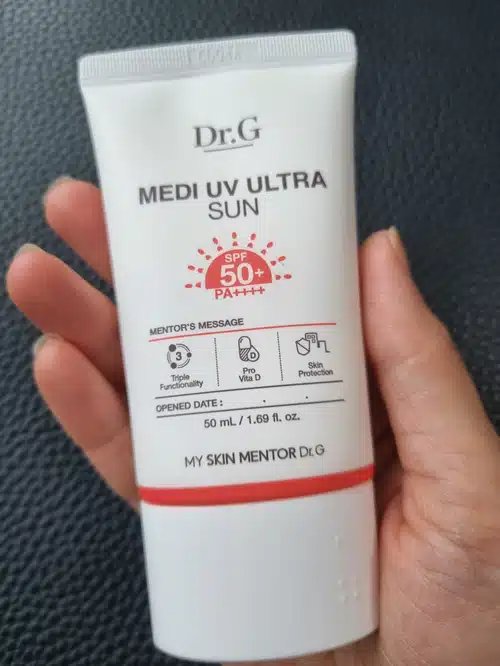 Dr.G
MEDI UV ULTRA
SUN
SPF
50+
PA++++
MENTOR'S MESSAGE
3
Triple
Functionality
D
Pro
Vita D
Skin
Protection
OPENED DATE : . .
50 mL / 1.69 fl. oz.
MY SKIN MENTOR Dr.G